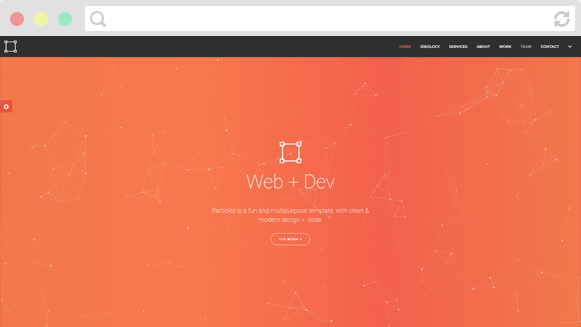 HOME IDEOLOGY SERVICES ABOUT WORK TEAM CONTACT
Web + Dev
Particles is a fun and multipurpose template, with clean &
modern design + code
THE WORK